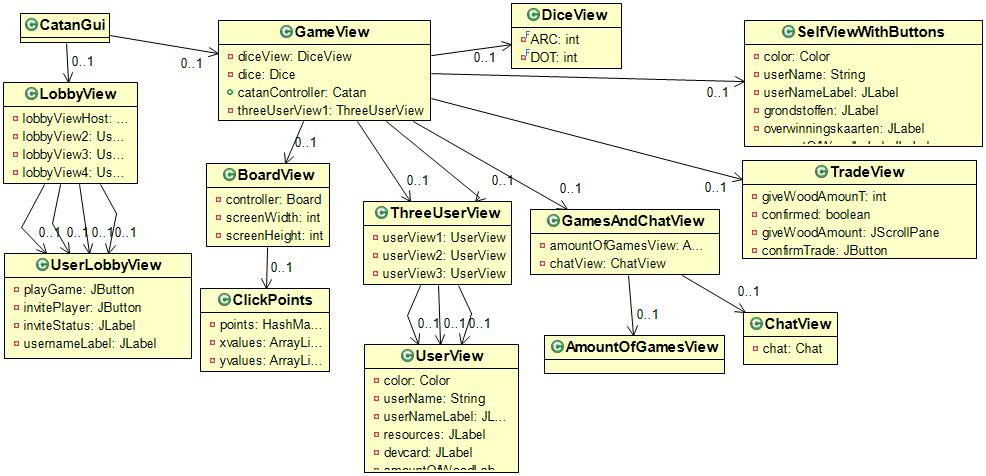 CatanGui
0..1
0..1
LobbyView
lobbyViewHost: ...
lobbyView2: Us...
lobbyView3: Us...
lobbyView4: Us...
0..1
0..1
0..1
0..1
UserLobbyView
playGame: JButton
invitePlayer: JButton
inviteStatus: JLabel
usernameLabel: JLabel
GameView
diceView: DiceView
dice: Dice
catanController: Catan
threeUserView1: ThreeUserView
0..1
0..1
0..1
0..1
0..1
0..1
0..1
DiceView
F
ARC: int
F
DOT: int
SelfViewWithButtons
color: Color
userName: String
userNameLabel: JLabel
grondstoffen: JLabel
overwinningskaarten: JLabel
TradeView
giveWoodAmounT: int
confirmed: boolean
giveWoodAmount: JScrollPane
confirmTrade: JButton
BoardView
controller: Board
screenWidth: int
screenHeight: int
0..1
ClickPoints
points: HashMa...
xvalues: ArrayLi...
yvalues: ArrayLi...
ThreeUserView
userView1: UserView
userView2: UserView
userView3: UserView
0..1
0..1
0..1
UserView
color: Color
userName: String
userNameLabel: JL...
resources: JLabel
devcard: JLabel
GamesAndChatView
amountOfGamesView: A...
chatView: ChatView
0..1
0..1
AmountOfGamesView
ChatView
chat: Chat